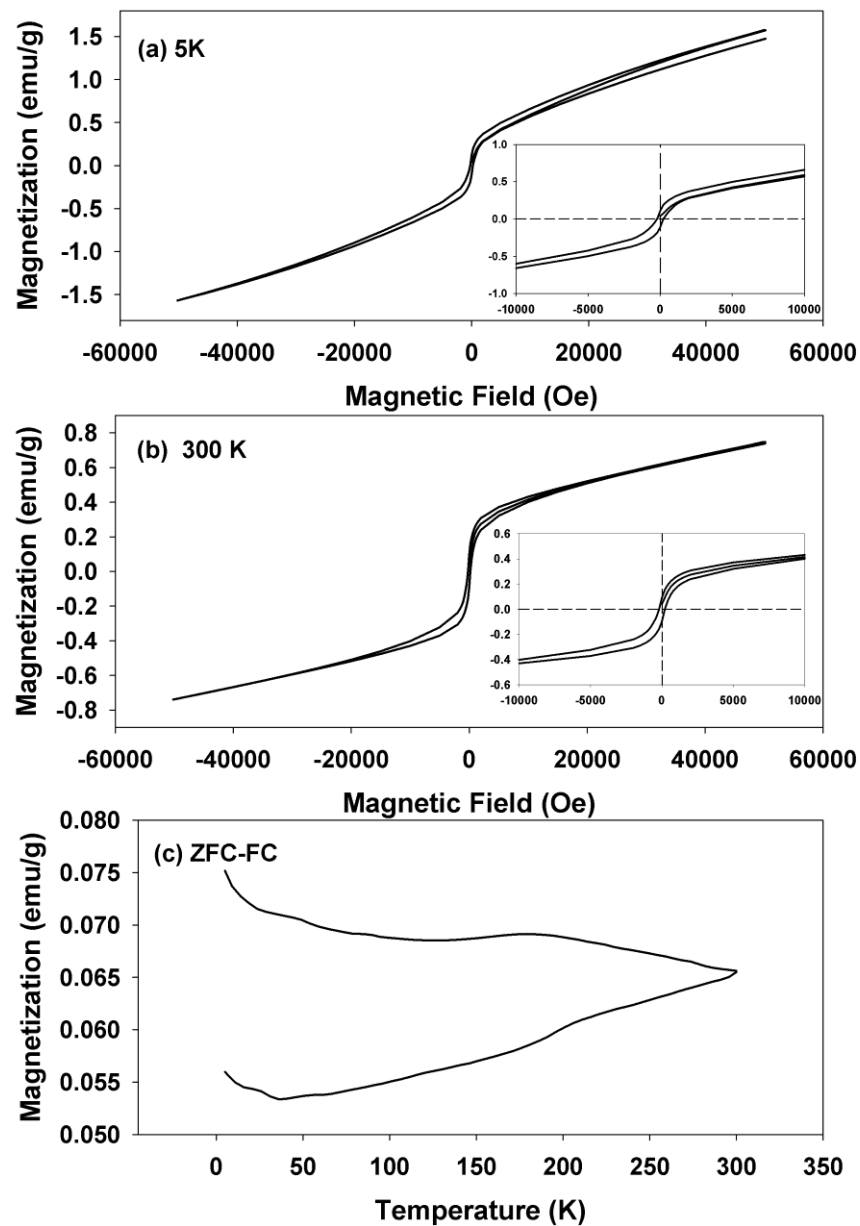 (a) 5K
Magnetization (emu/g)
1.5
1.0
0.5
0.0
-0.5
-1.0
-1.5
1.0
0.5
0.0
-0.5
-1.0
-10000 -5000 0 5000 10000
-60000 -40000 -20000 0 20000 40000 60000
Magnetic Field (Oe)
(b) 300 K
Magnetization (emu/g)
0.8
0.6
0.4
0.2
0.0
-0.2
-0.4
-0.6
-0.8
0.6
0.4
0.2
0.0
-0.2
-0.4
-0.6
-10000 -5000 0 5000 10000
-60000 -40000 -20000 0 20000 40000 60000
Magnetic Field (Oe)
(c) ZFC-FC
Magnetization (emu/g)
0.080
0.075
0.070
0.065
0.060
0.055
0.050
0 50 100 150 200 250 300 350
Temperature (K)